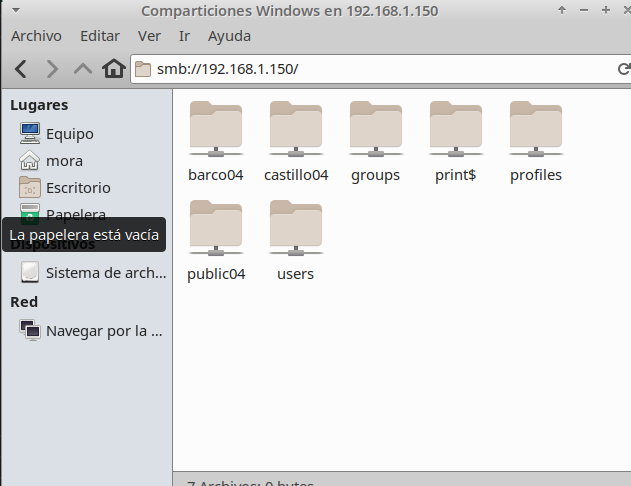 Comparticiones Windows en 192.168.1.150
Archivo Editar Ver Ir Ayuda
smb://192.168.1.150/
Lugares
Equipo
mora
Escritorio
Papelera
La papelera está vacía
Dispositivos
Sistema de arch...
Red
Navegar por la ...
barco04 castillo04 groups print$ profiles
public04 users
7 Archivos: 0 bytes